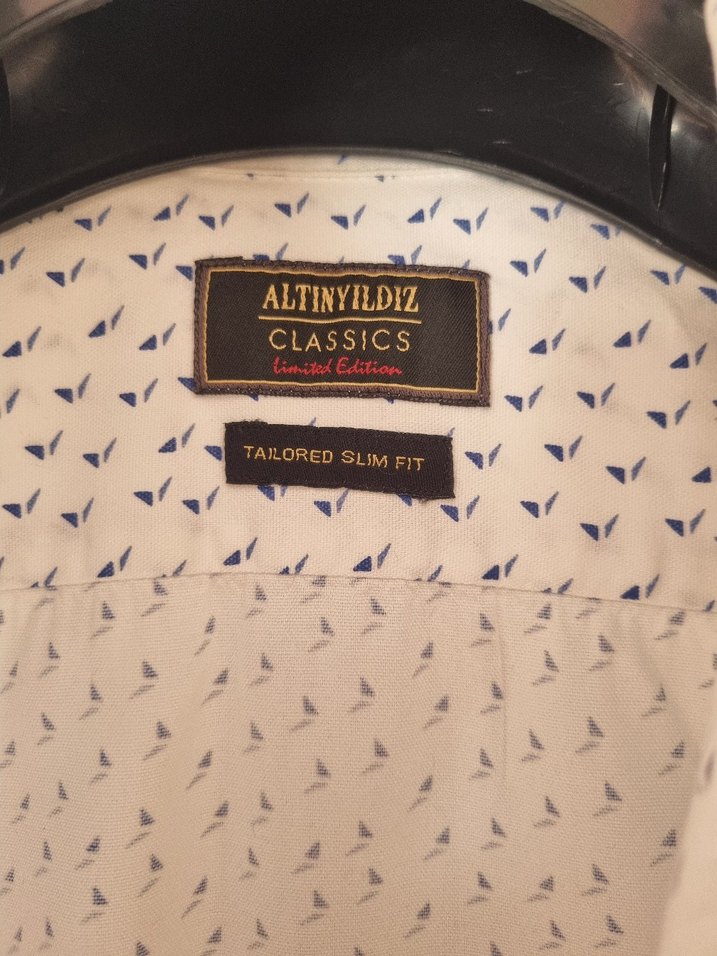 ALTINYILDIZ
CLASSICS
Limited Edition
TAILORED SLIM FIT